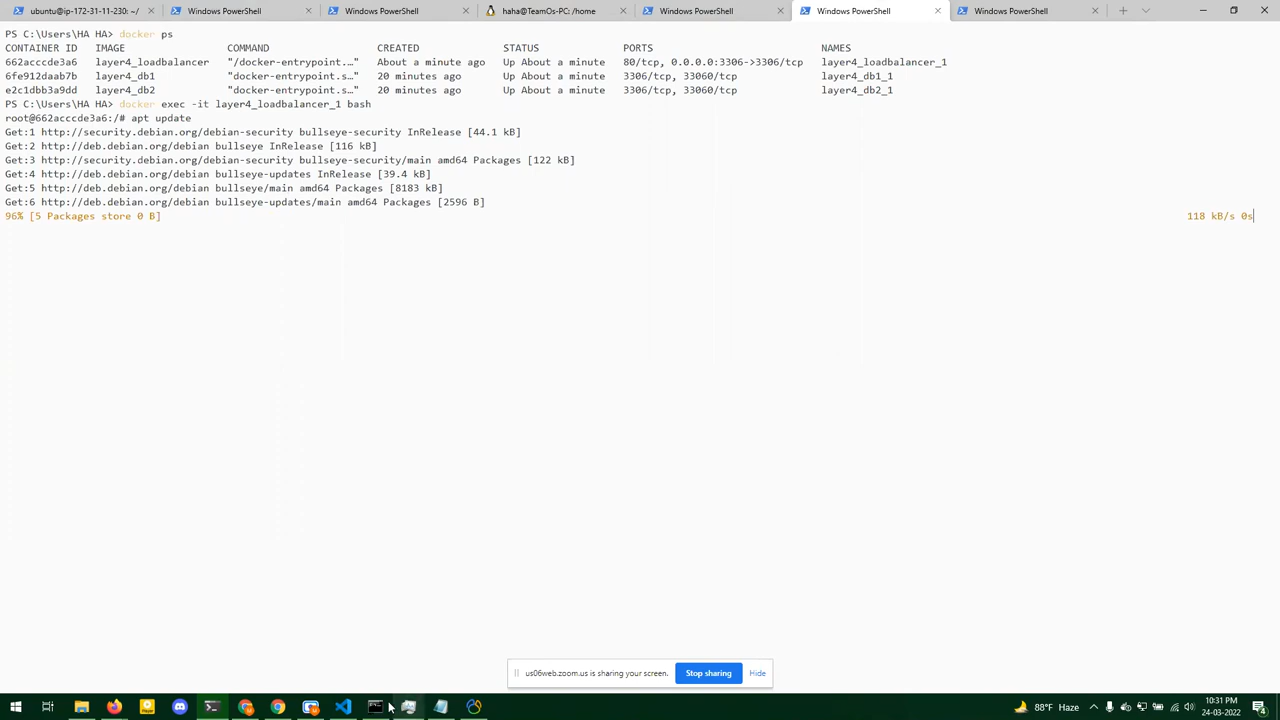 ubuntu@ip-172-31-11-230: ~/
Windows PowerShell
Windows PowerShell
haha@TeamOs-PC: /home
Windows PowerShell
Windows PowerShell
Windows PowerShell
PS C:\Users\HA HA> docker ps
CONTAINER ID IMAGE COMMAND CREATED STATUS PORTS NAMES
662acccde3a6 layer4_loadbalancer "/docker-entrypoint.…" About a minute ago Up About a minute 80/tcp, 0.0.0.0:3306->3306/tcp layer4_loadbalancer_1
6fe912daab7b layer4_db1 "docker-entrypoint.s…" 20 minutes ago Up About a minute 3306/tcp, 33060/tcp layer4_db1_1
e2c1dbb3a9dd layer4_db2 "docker-entrypoint.s…" 20 minutes ago Up About a minute 3306/tcp, 33060/tcp layer4_db2_1
PS C:\Users\HA HA> docker exec -it layer4_loadbalancer_1 bash
root@662acccde3a6:/# apt update
Get:1 http://security.debian.org/debian-security bullseye-security InRelease [44.1 kB]
Get:2 http://deb.debian.org/debian bullseye InRelease [116 kB]
Get:3 http://security.debian.org/debian-security bullseye-security/main amd64 Packages [122 kB]
Get:4 http://deb.debian.org/debian bullseye-updates InRelease [39.4 kB]
Get:5 http://deb.debian.org/debian bullseye/main amd64 Packages [8183 kB]
Get:6 http://deb.debian.org/debian bullseye-updates/main amd64 Packages [2596 B]
96% [5 Packages store 0 B] 118 kB/s 0s
us06web.zoom.us is sharing your screen. Stop sharing Hide
88°F Haze
10:31 PM
24-03-2022
4